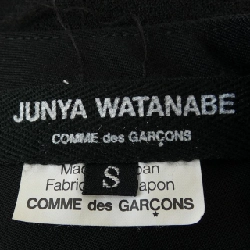 JUNYA WATANABE
COMME des GARÇONS
S
COMME des GARÇONS